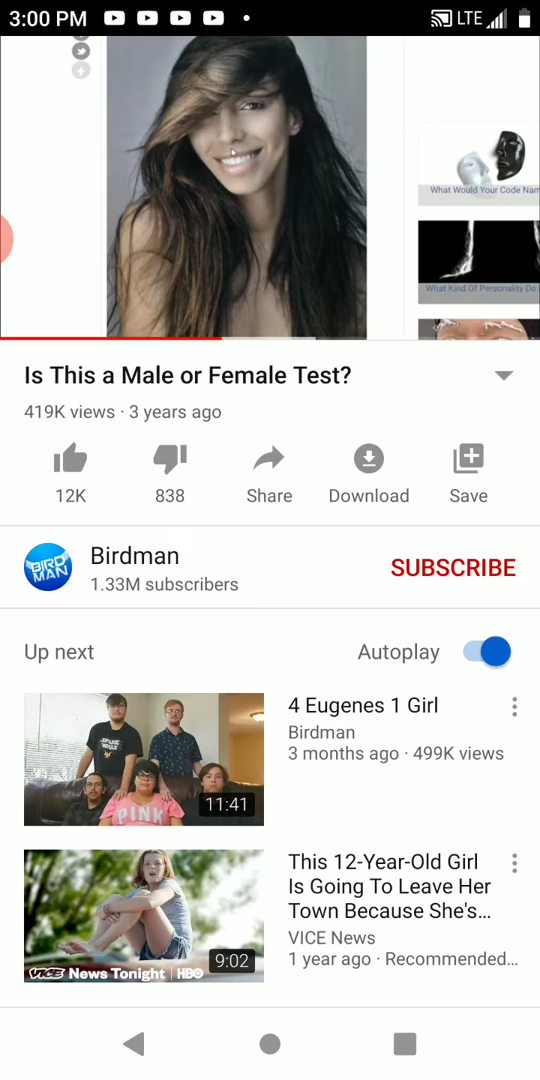 3:00 PM LTE
What Would Your Code Nam
What Kind Of Personality Do
Is This a Male or Female Test?
419K views · 3 years ago
12K
838
Share
Download
Save
BIRD
MAN
Birdman
1.33M subscribers
SUBSCRIBE
Up next
Autoplay
PINK
11:41
4 Eugenes 1 Girl
Birdman
3 months ago · 499K views
VICE News Tonight | HBO
9:02
This 12-Year-Old Girl
Is Going To Leave Her
Town Because She's...
VICE News
1 year ago · Recommended...